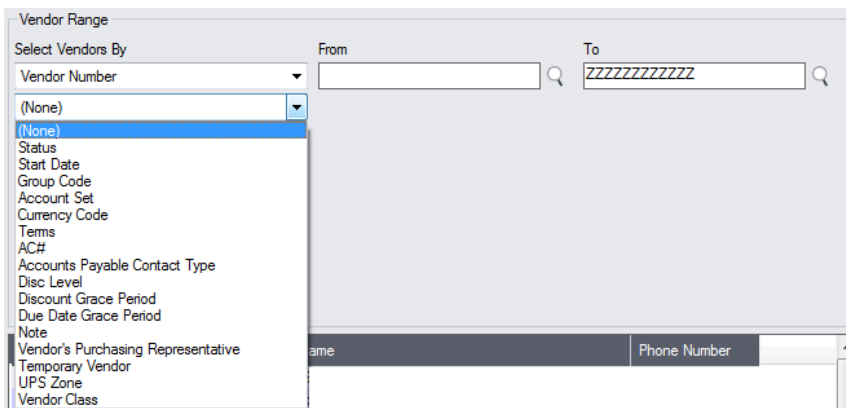 Vendor Range
Select Vendors By From To
Vendor Number ZZZZZZZZZZZZ
(None)
(None)
Status
Start Date
Group Code
Account Set
Currency Code
Terms
AC#
Accounts Payable Contact Type
Disc Level
Discount Grace Period
Due Date Grace Period
Note
Vendor's Purchasing Representative
ame Phone Number
Temporary Vendor
UPS Zone
Vendor Class